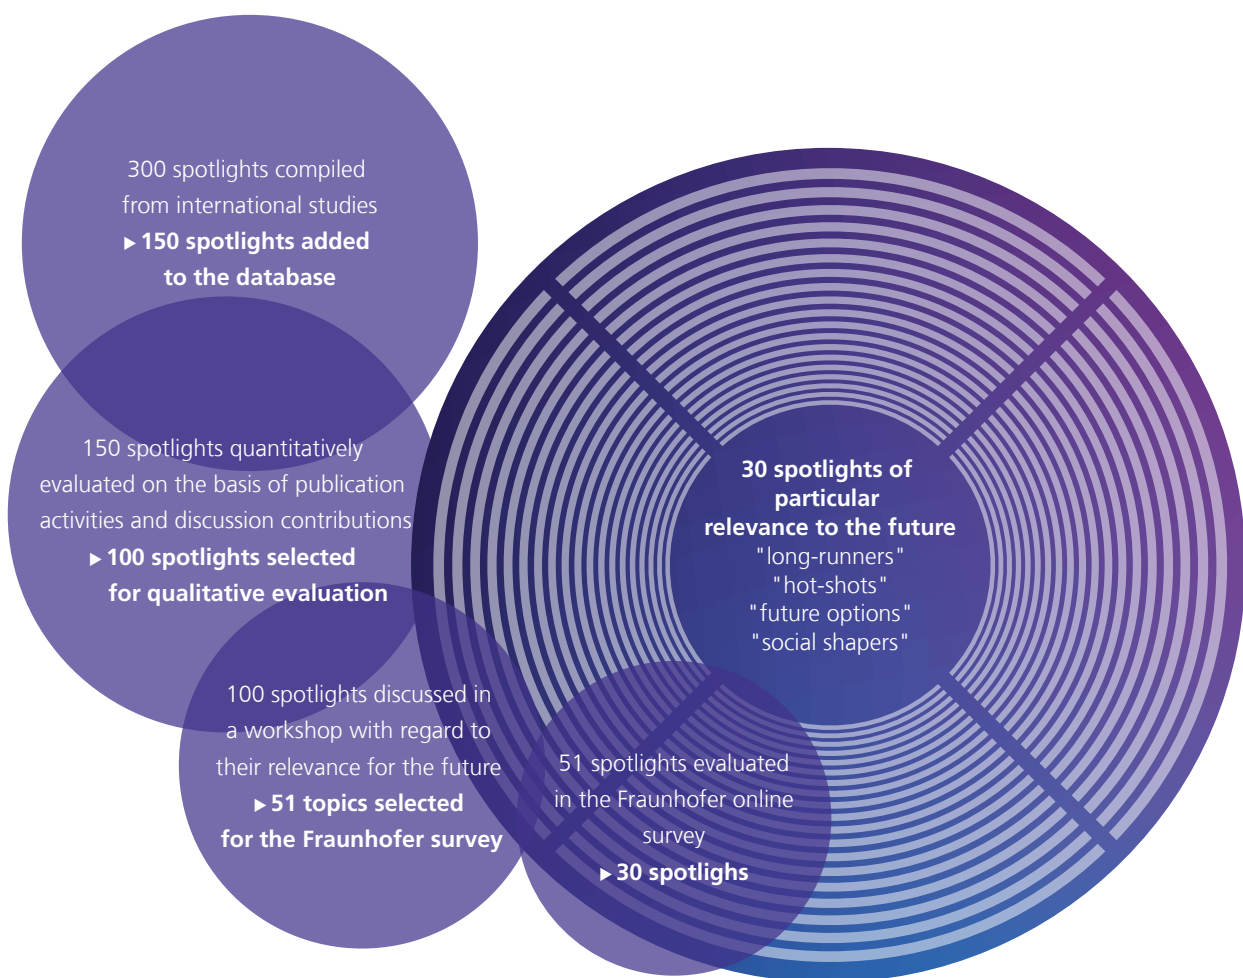 300 spotlights compiled
from international studies
▶ 150 spotlights added
to the database
150 spotlights quantitatively
evaluated on the basis of publication
activities and discussion contributions
▶ 100 spotlights selected
for qualitative evaluation
100 spotlights discussed in
a workshop with regard to
their relevance for the future
▶ 51 topics selected
for the Fraunhofer survey
51 spotlights evaluated
in the Fraunhofer online
survey
▶ 30 spotlighs
30 spotlights of
particular
relevance to the future
"long-runners"
"hot-shots"
"future options"
"social shapers"